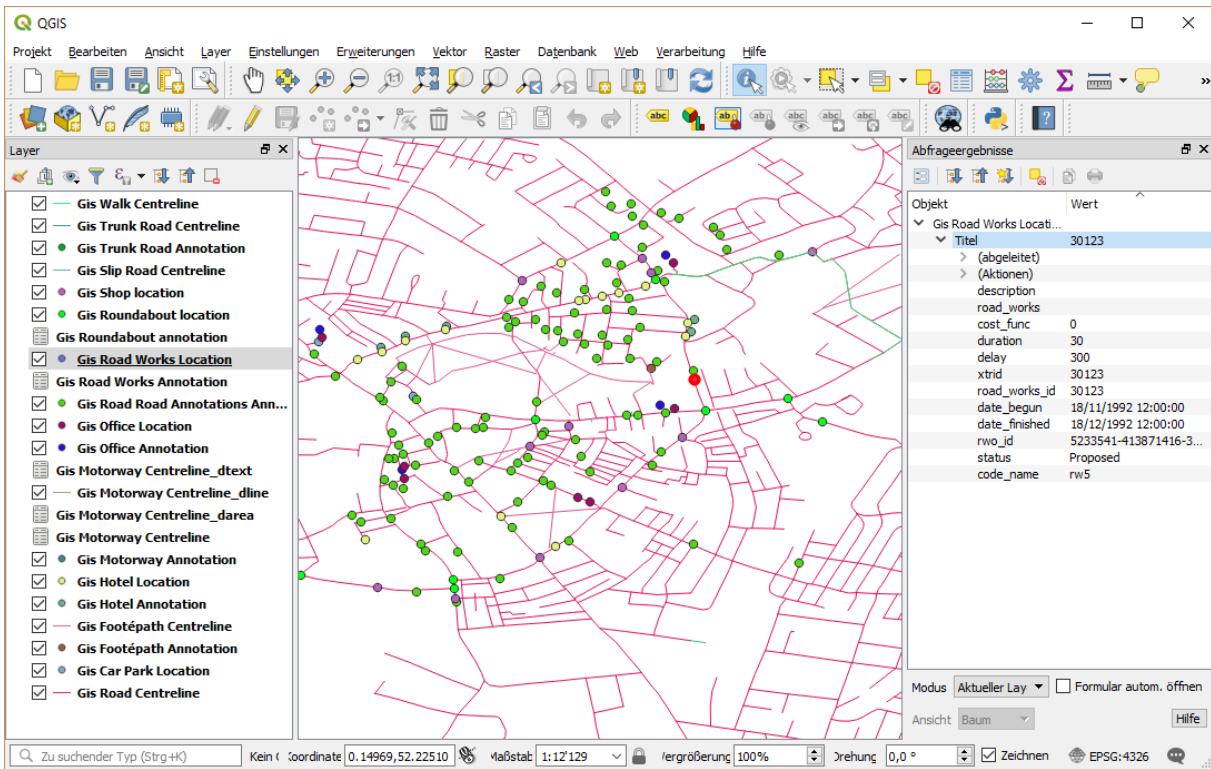 QGIS
Projekt Bearbeiten Ansicht Layer Einstellungen Erweiterungen Vektor Raster Datenbank Web Verarbeitung Hilfe
Layer
Gis Walk Centreline
Gis Trunk Road Centreline
Gis Trunk Road Annotation
Gis Slip Road Centreline
Gis Shop location
Gis Roundabout location
Gis Roundabout annotation
Gis Road Works Location
Gis Road Works Annotation
Gis Road Road Annotations Ann...
Gis Office Location
Gis Office Annotation
Gis Motorway Centreline_dtext
Gis Motorway Centreline_dline
Gis Motorway Centreline_darea
Gis Motorway Centreline
Gis Motorway Annotation
Gis Hotel Location
Gis Hotel Annotation
Gis Footépath Centreline
Gis Footépath Annotation
Gis Car Park Location
Gis Road Centreline
Abfrageergebnisse
Objekt Wert
Gis Road Works Locati...
Titel 30123
(abgeleitet)
(Aktionen)
description
road_works
cost_func 0
duration 30
delay 300
xtrid 30123
road_works_id 30123
date_begun 18/11/1992 12:00:00
date_finished 18/12/1992 12:00:00
rwo_id 5233541-413871416-3...
status Proposed
code_name rw5
Modus Aktueller Lay Formular autom. öffnen
Ansicht Baum Hilfe
Zu suchender Typ (Strg+K) Kein Coordinate 0.14969,52.22510 Maßstab 1:12'129 Vergrößerung 100% Drehung 0,0 ° Zeichnen EPSG:4326